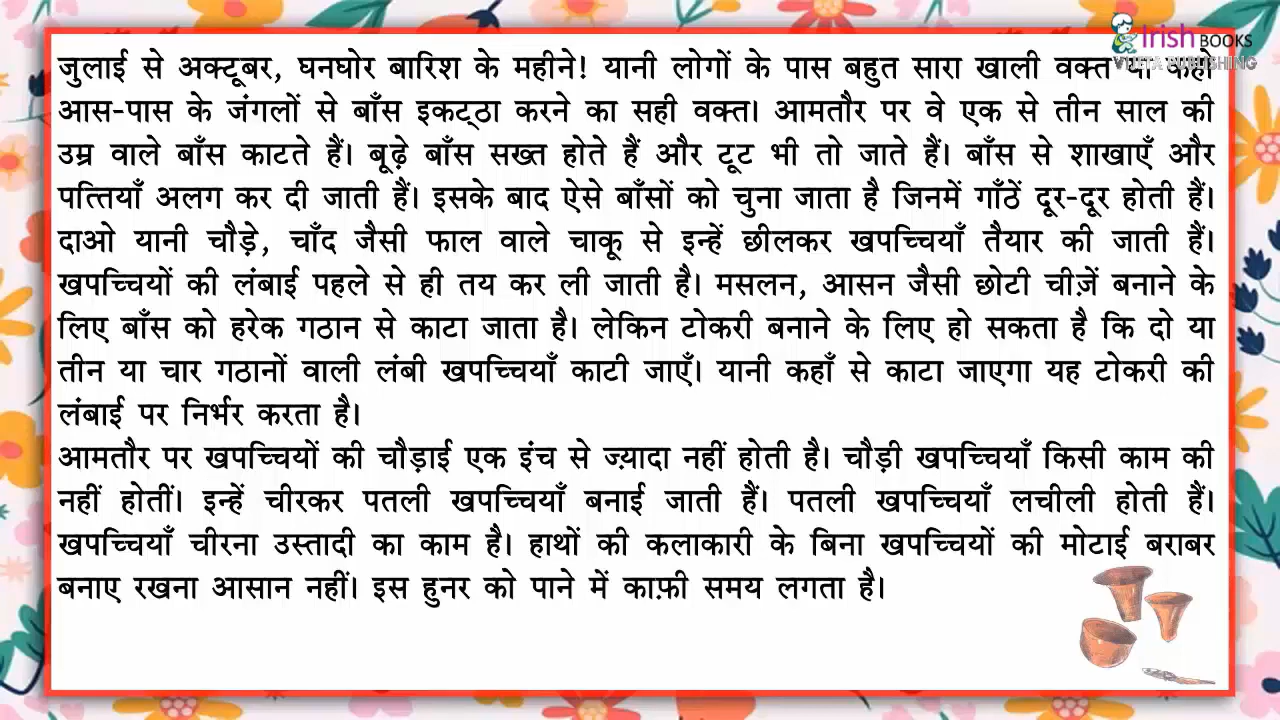 Irish BOOKS
VIJETA PUBLISHING
जुलाई से अक्टूबर, घनघोर बारिश के महीने! यानी लोगों के पास बहुत सारा खाली वक्त या कहो
आस-पास के जंगलों से बाँस इकट्ठा करने का सही वक्त। आमतौर पर वे एक से तीन साल की
उम्र वाले बाँस काटते हैं। बूढ़े बाँस सख्त होते हैं और टूट भी तो जाते हैं। बाँस से शाखाएँ और
पत्तियाँ अलग कर दी जाती हैं। इसके बाद ऐसे बाँसों को चुना जाता है जिनमें गाँठें दूर-दूर होती हैं।
दाओ यानी चौड़े, चाँद जैसी फाल वाले चाकू से इन्हें छीलकर खपच्चियाँ तैयार की जाती हैं।
खपच्चियों की लंबाई पहले से ही तय कर ली जाती है। मसलन, आसन जैसी छोटी चीज़ें बनाने के
लिए बाँस को हरेक गठान से काटा जाता है। लेकिन टोकरी बनाने के लिए हो सकता है कि दो या
तीन या चार गठानों वाली लंबी खपच्चियाँ काटी जाएँ। यानी कहाँ से काटा जाएगा यह टोकरी की
लंबाई पर निर्भर करता है।
आमतौर पर खपच्चियों की चौड़ाई एक इंच से ज़्यादा नहीं होती है। चौड़ी खपच्चियाँ किसी काम की
नहीं होतीं। इन्हें चीरकर पतली खपच्चियाँ बनाई जाती हैं। पतली खपच्चियाँ लचीली होती हैं।
खपच्चियाँ चीरना उस्तादी का काम है। हाथों की कलाकारी के बिना खपच्चियों की मोटाई बराबर
बनाए रखना आसान नहीं। इस हुनर को पाने में काफ़ी समय लगता है।